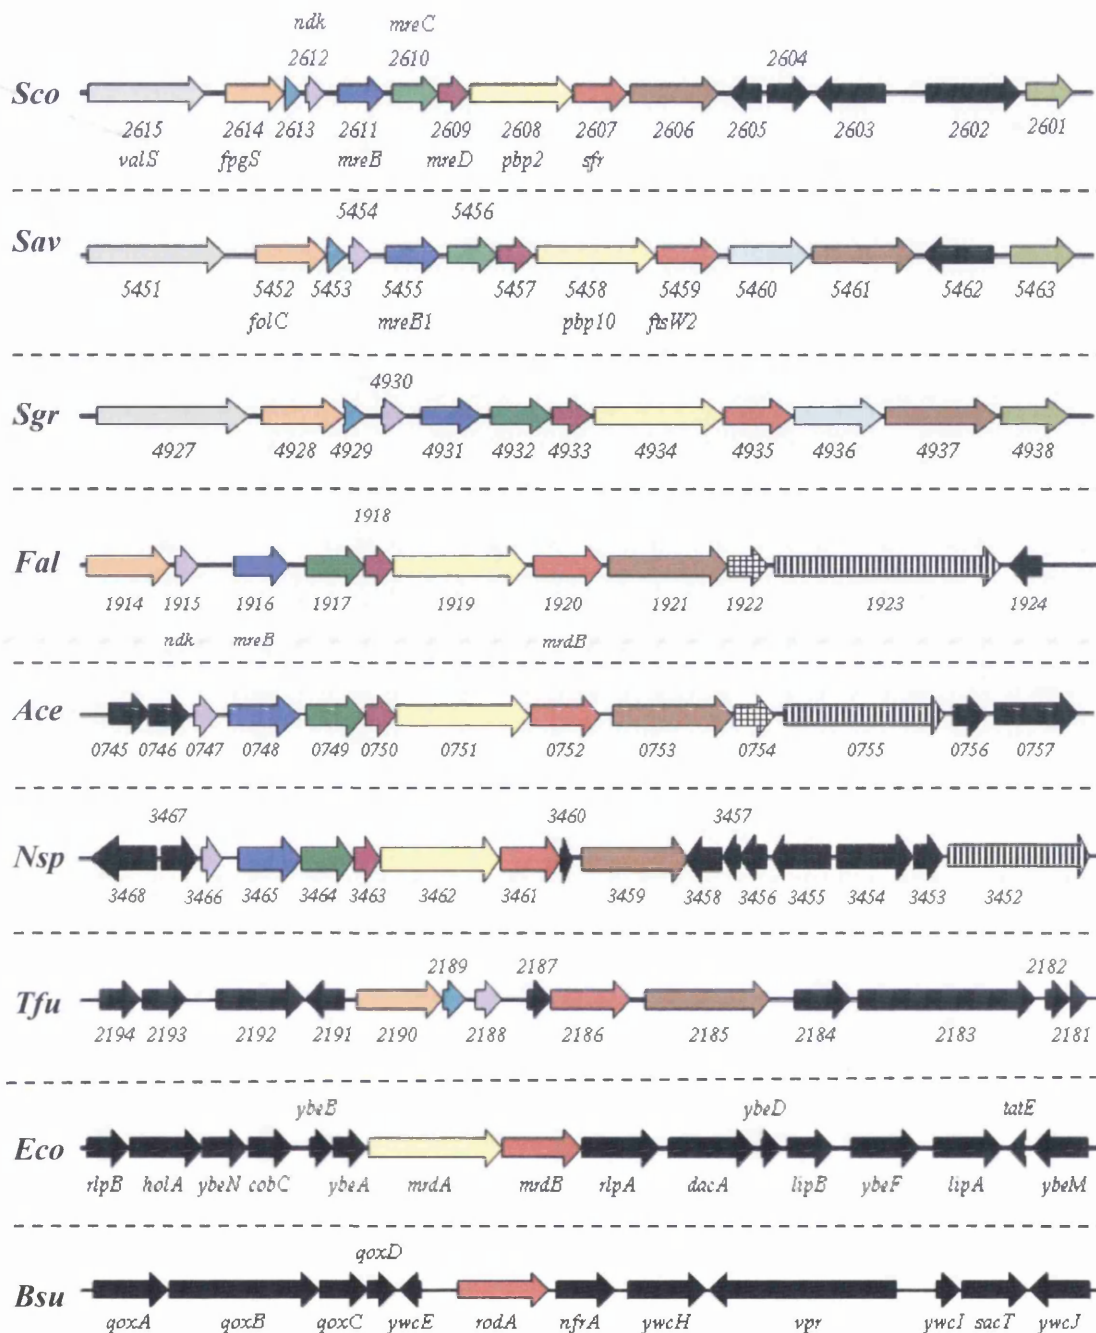 ndk mreC
2612 2610 2604
Sco
2615 2614 2613 2611 2609 2608 2607 2606 2605 2603 2602 2601
valS fpgS mreB mreD pbp2 sfr
5454 5456
Sav
5451 5452 5453 5455 5457 5458 5459 5460 5461 5462 5463
folC mreB1 pbp10 ftsW2
4930
Sgr
4927 4928 4929 4931 4932 4933 4934 4935 4936 4937 4938
1918
Fal
1914 1915 1916 1917 1919 1920 1921 1922 1923 1924
ndk mreB mrdB
Ace
0745 0746 0747 0748 0749 0750 0751 0752 0753 0754 0755 0756 0757
3467 3460 3457
Nsp
3468 3466 3465 3464 3463 3462 3461 3459 3458 3456 3455 3454 3453 3452
2189 2187 2182
Tfu
2194 2193 2192 2191 2190 2188 2186 2185 2184 2183 2181
ybeB ybeD tatE
Eco
rlpB holA ybeN cobC ybeA mrdA mrdB rlpA dacA lipB ybeF lipA ybeM
qoxD
Bsu
qoxA qoxB qoxC ywcE rodA nfrA ywcH vpr ywcI sacT ywcJ